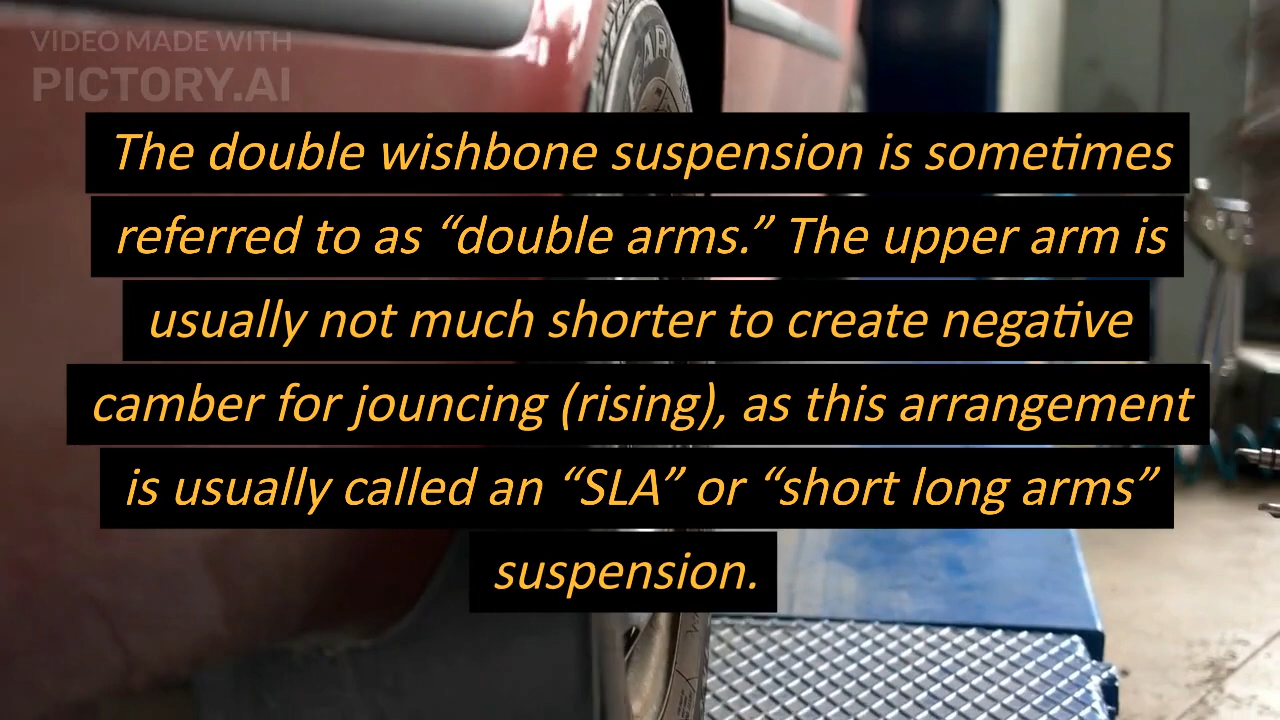 VIDEO MADE WITH
PICTORY.AI
The double wishbone suspension is sometimes
referred to as “double arms.” The upper arm is
usually not much shorter to create negative
camber for jouncing (rising), as this arrangement
is usually called an “SLA” or “short long arms”
suspension.